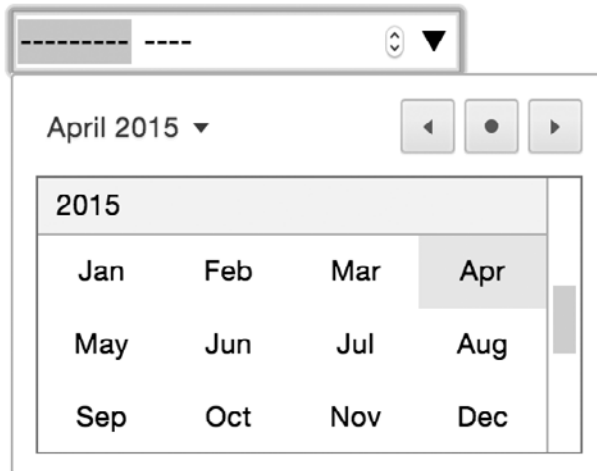 --------- ----
April 2015
2015
Jan Feb Mar Apr
May Jun Jul Aug
Sep Oct Nov Dec